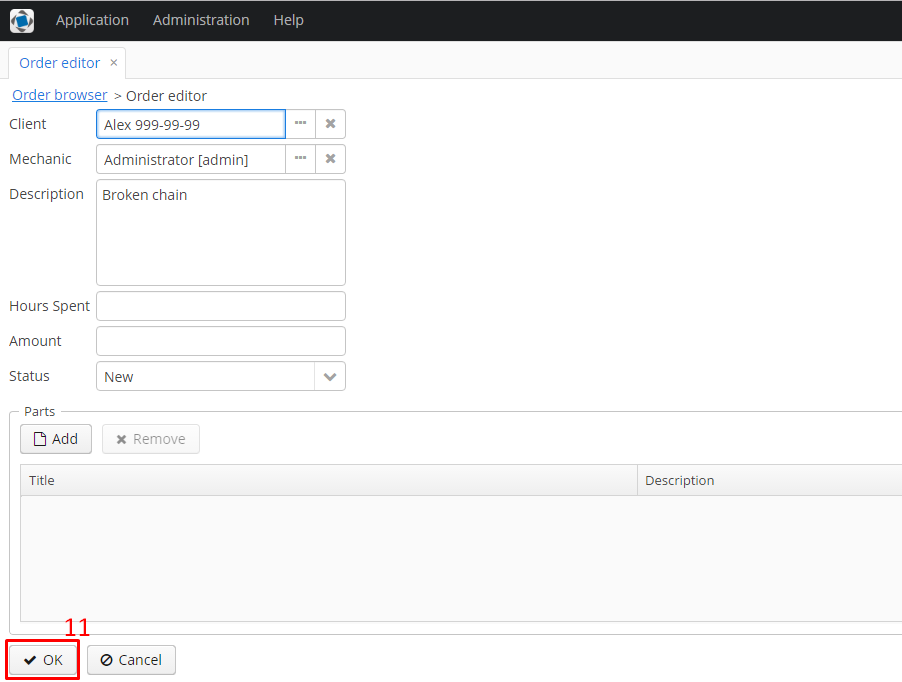 Application Administration Help
Order editor ×
Order browser > Order editor
Client Alex 999-99-99
Mechanic Administrator [admin]
Description Broken chain
Hours Spent
Amount
Status New
Parts
Add Remove
Title Description
11
OK Cancel